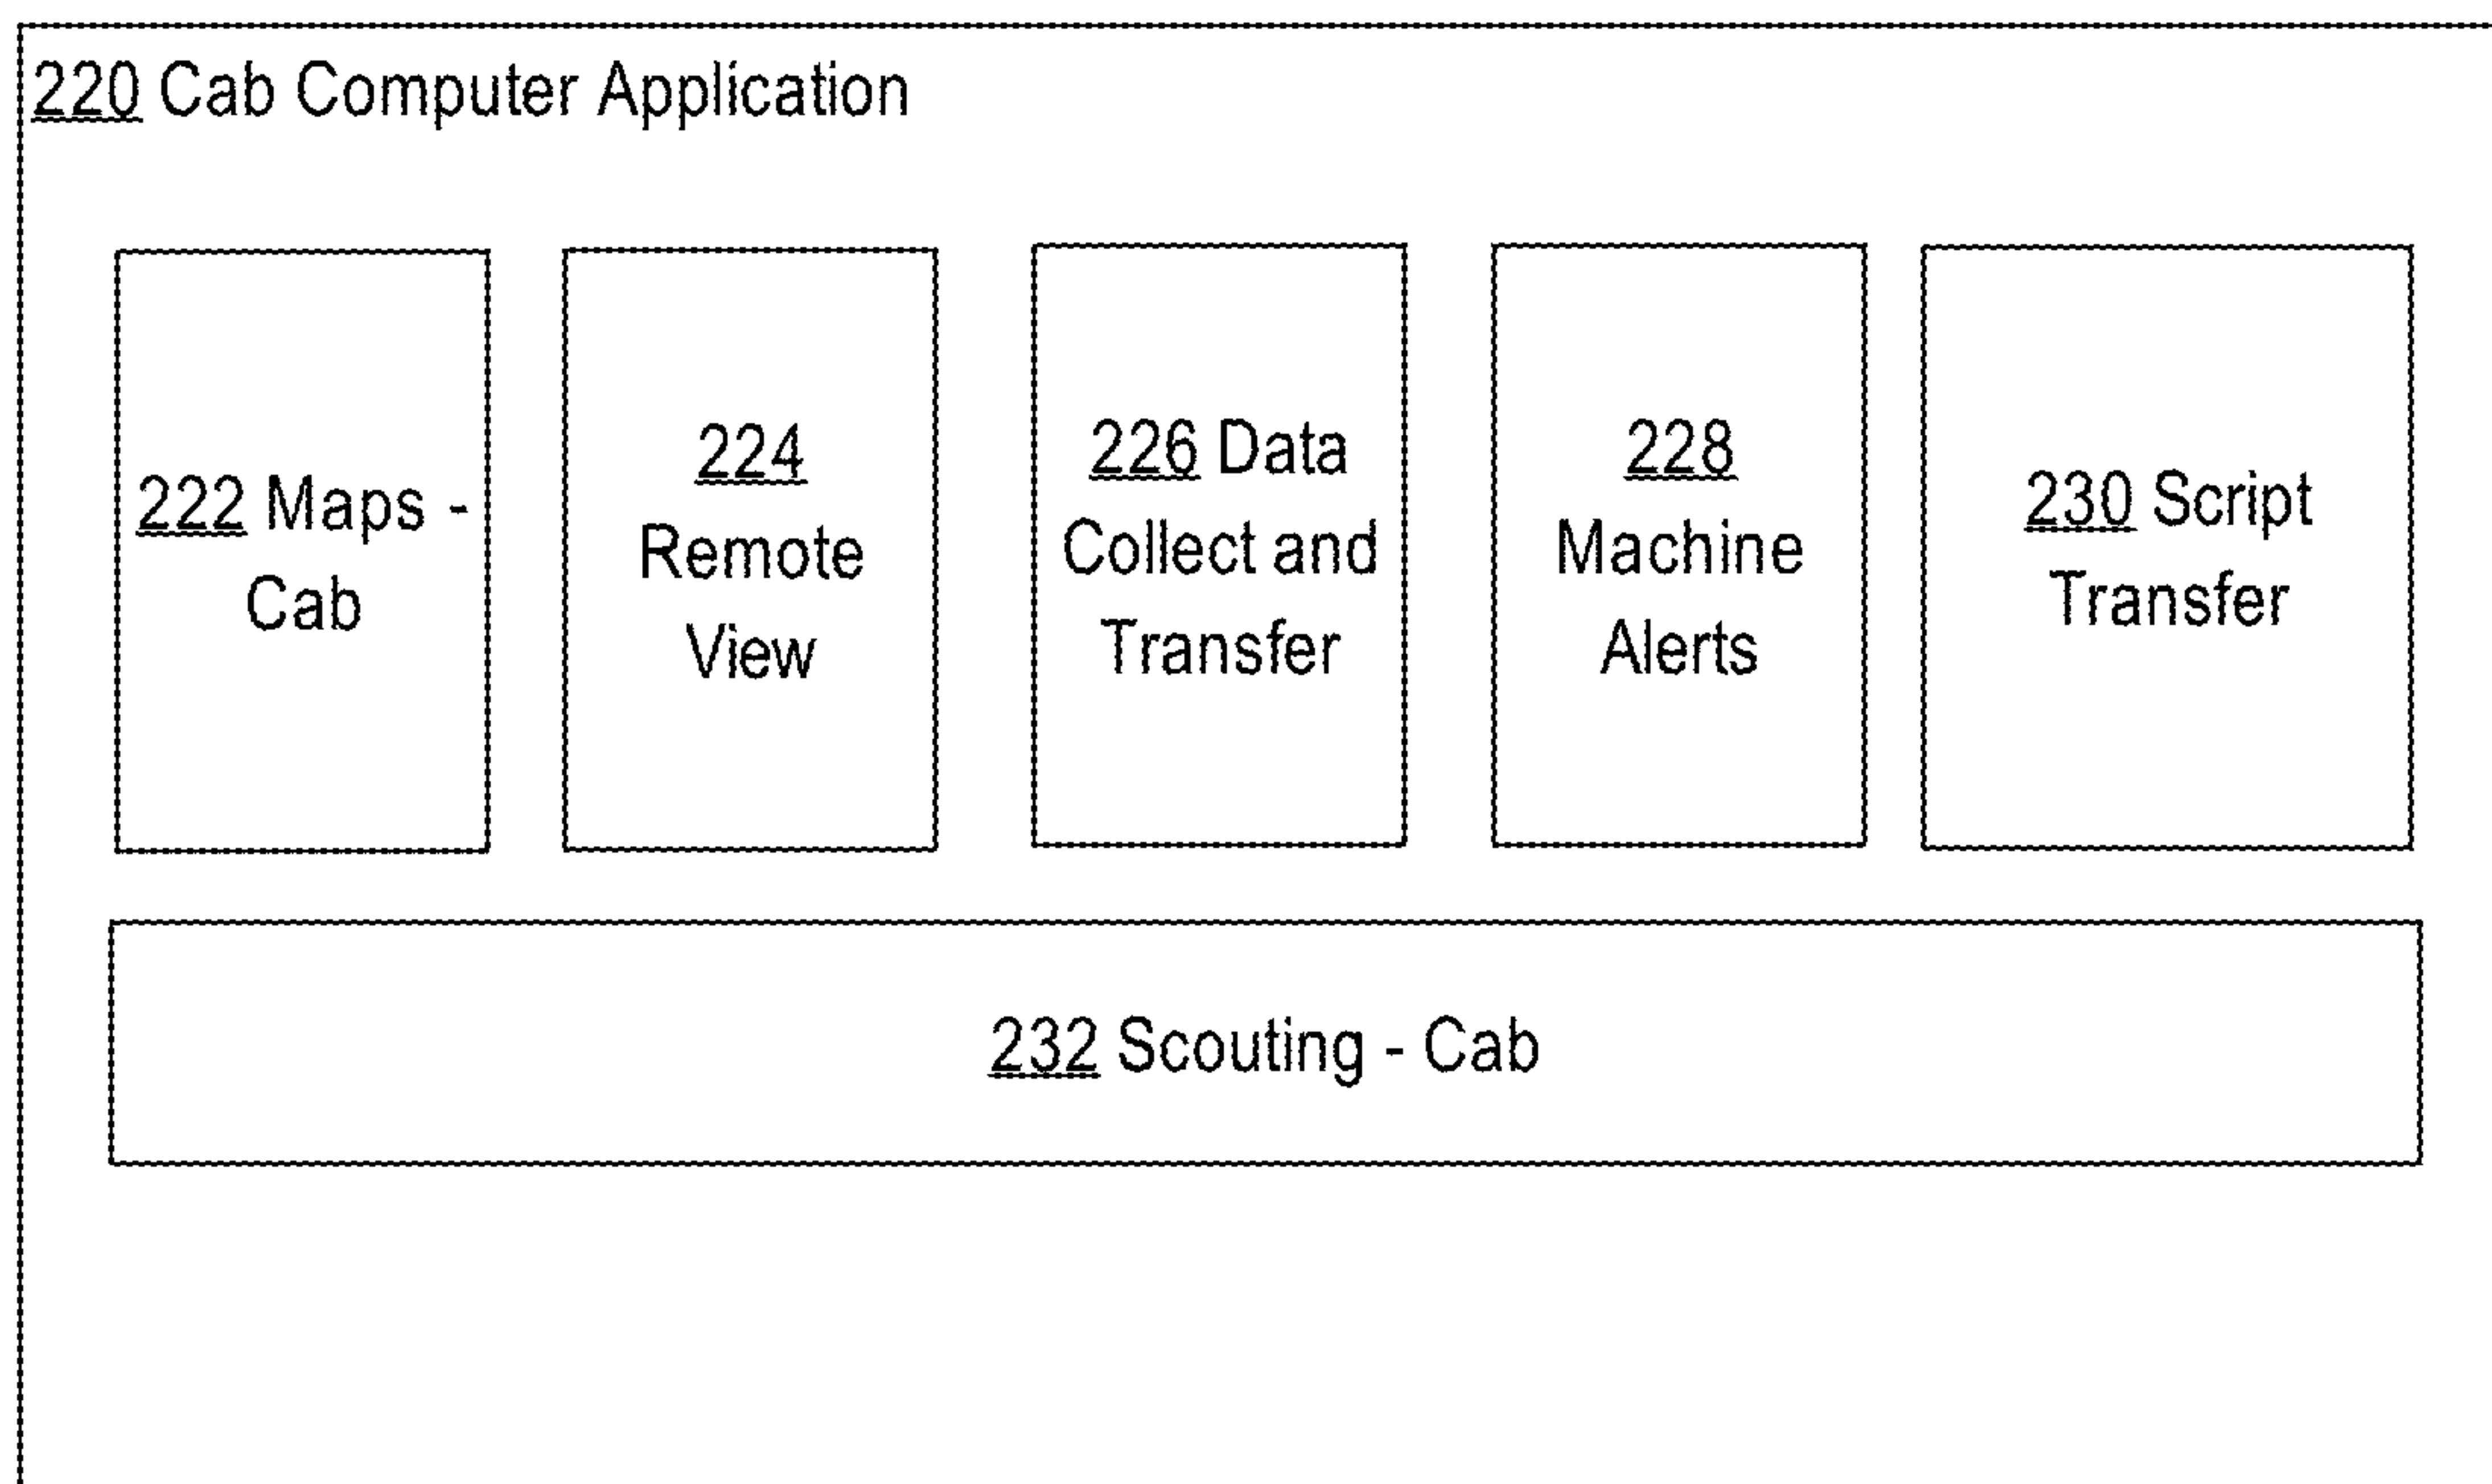 220 Cab Computer Application
222 Maps -
Cab
224
Remote
View
226 Data
Collect and
Transfer
228
Machine
Alerts
230 Script
Transfer
232 Scouting - Cab